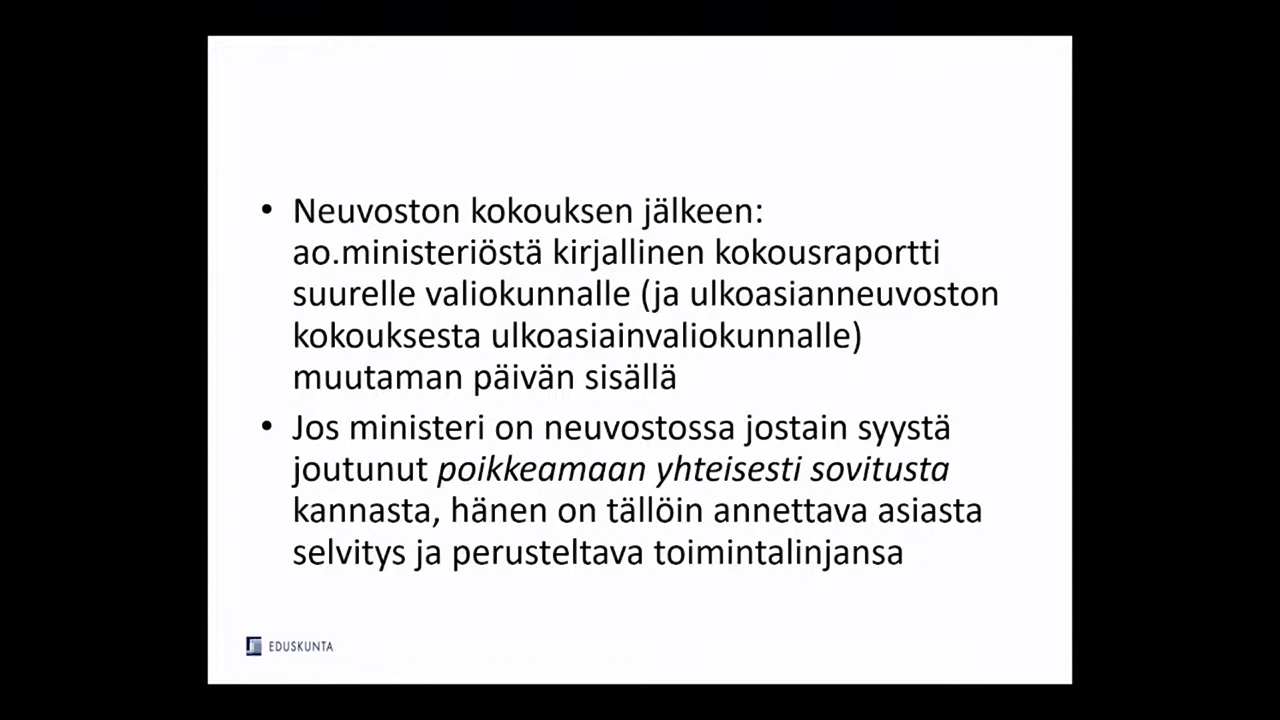 • Neuvoston kokouksen jälkeen:
ao.ministeriöstä kirjallinen kokousraportti
suurelle valiokunnalle (ja ulkoasianneuvoston
kokouksesta ulkoasiainvaliokunnalle)
muutaman päivän sisällä
• Jos ministeri on neuvostossa jostain syystä
joutunut poikkeamaan yhteisesti sovitusta
kannasta, hänen on tällöin annettava asiasta
selvitys ja perusteltava toimintalinjansa
EDUSKUNTA